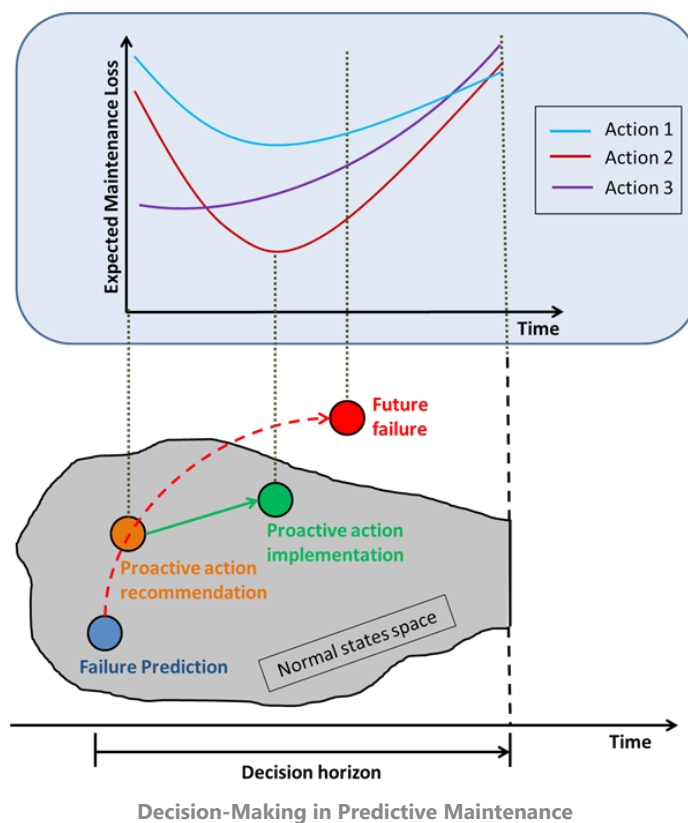 Expected Maintenance Loss
Action 1
Action 2
Action 3
Time
Future
failure
Proactive action
implementation
Proactive action
recommendation
Normal states space
Failure Prediction
Time
Decision horizon
Decision-Making in Predictive Maintenance